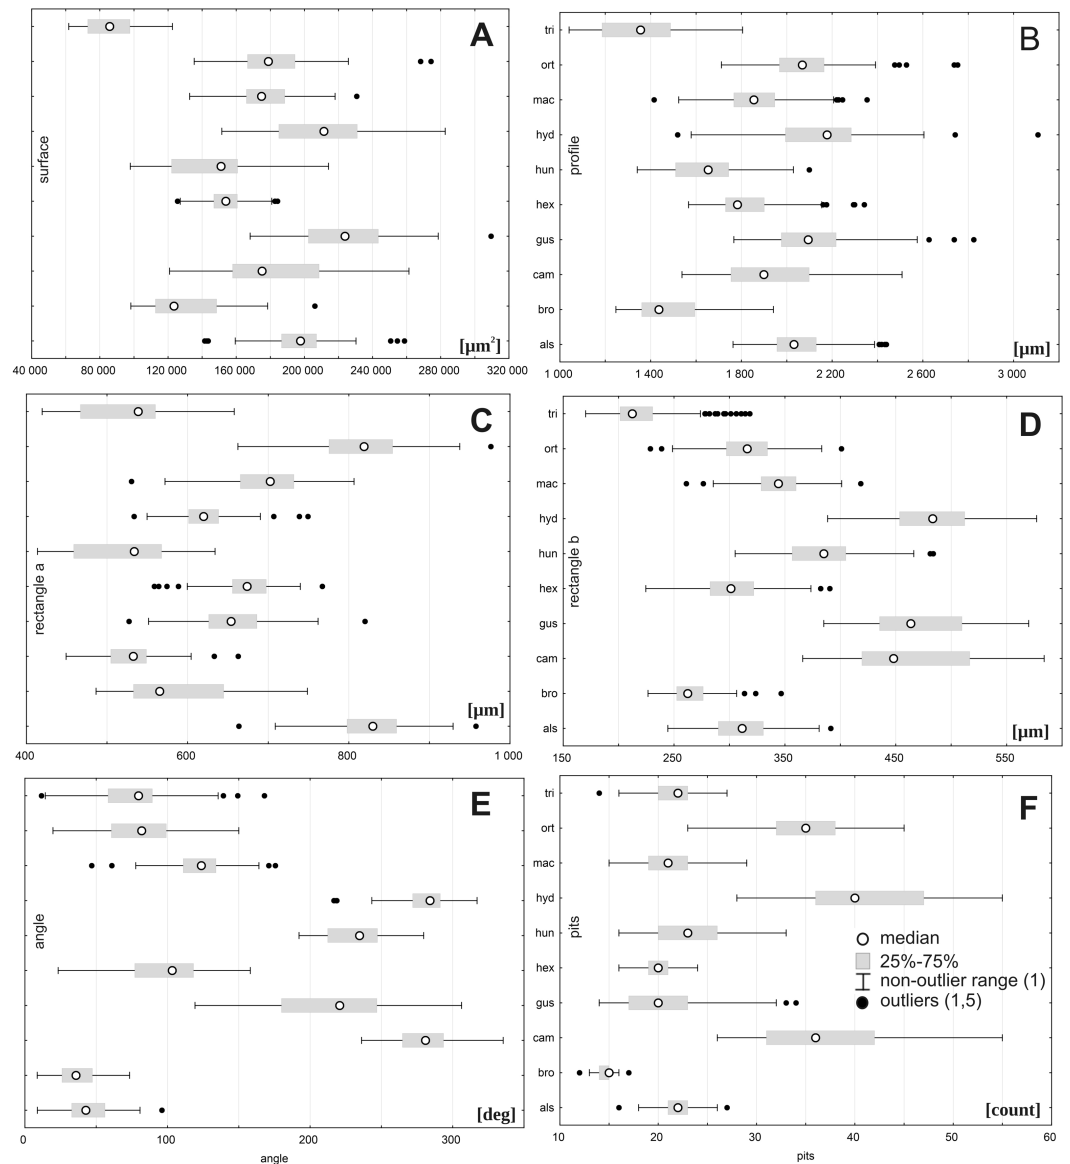 A
surface
[µm²]
40 000 80 000 120 000 160 000 200 000 240 000 280 000 320 000
B
profile
tri
ort
mac
hyd
hun
hex
gus
cam
bro
als
[µm]
1 000 1 400 1 800 2 200 2 600 3 000
C
rectangle a
[µm]
400 600 800 1 000
D
rectangle b
tri
ort
mac
hyd
hun
hex
gus
cam
bro
als
[µm]
150 250 350 450 550
E
angle
[deg]
0 100 200 300
angle
F
pits
tri
ort
mac
hyd
hun
hex
gus
cam
bro
als
median
25%-75%
non-outlier range (1)
outliers (1,5)
[count]
10 20 30 40 50 60
pits